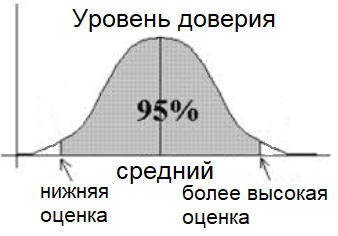 Уровень доверия
95%
средний
нижняя
оценка
более высокая
оценка